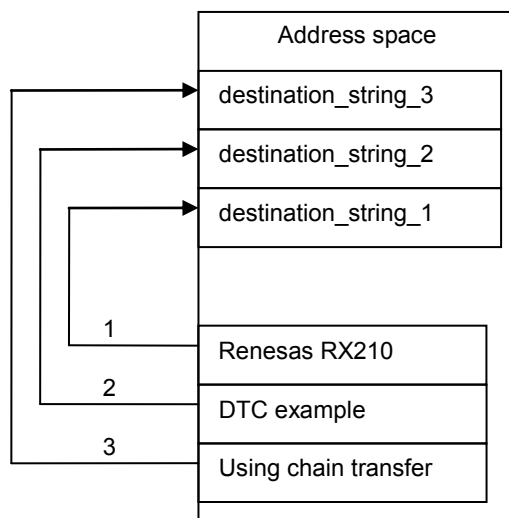 Address space
destination_string_3
destination_string_2
destination_string_1
1
Renesas RX210
2
DTC example
3
Using chain transfer